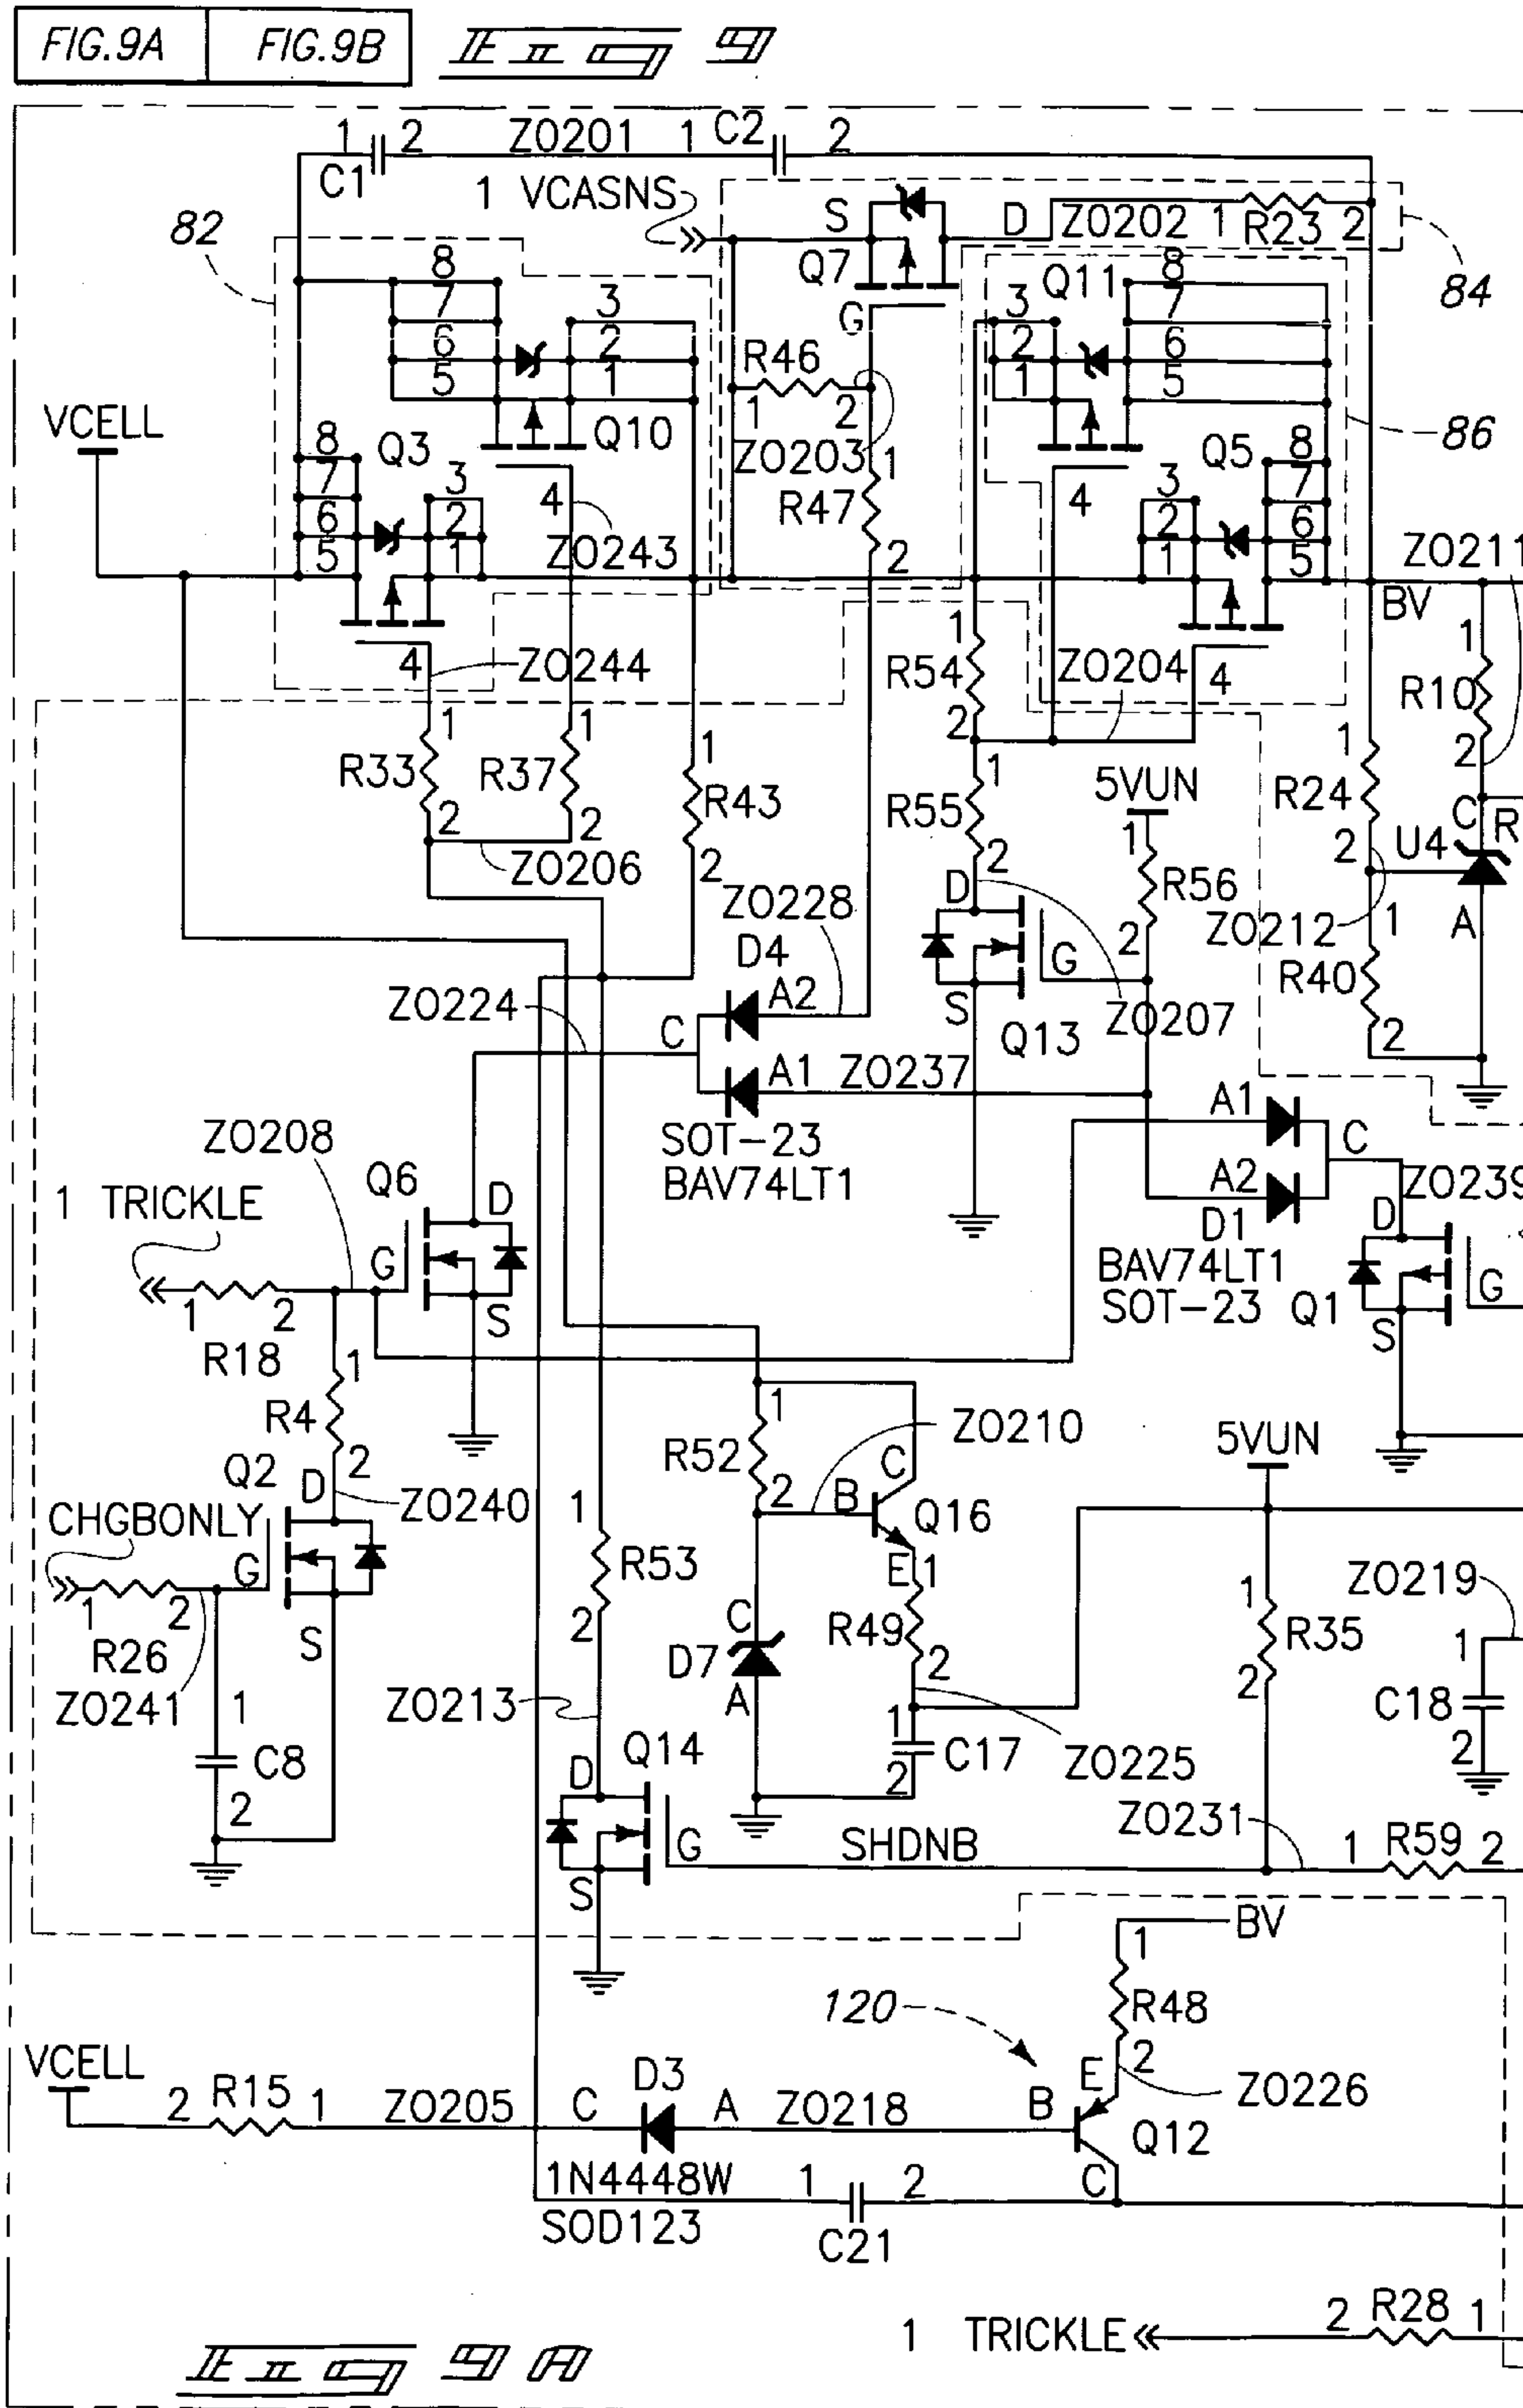 FIG.9A FIG.9B Fig 9
1 C1 2 ZO201 1 C2 2
1 VCASNS
S Q7 D G ZO202 1 R23 2
82
84
8 7 6 5 3 2 1 Q10 4
R46 1 2
ZO203
3 2 1 Q11 8 7 6 5 4
86
VCELL
8 7 6 5 Q3 3 2 1 4
ZO243
1 R47 2
3 2 1 Q5 8 7 6 5 4
BV
ZO211
ZO244
1 R54 2
ZO204
1 R10 2
1 R33 2
1 R37 2
1 R43 2
ZO206
1 R55 2
5VUN
1 R56 2
1 R24 2
C R
U4
A
ZO212
1 R40 2
ZO228
D4
A2
C
A1
ZO224
ZO237
SOT-23
BAV74LT1
D
G
S
Q13
ZO207
ZO208
1 TRICKLE
Q6
D
G
S
1 R18 2
A1
C
A2
D1
BAV74LT1
SOT-23
ZO239
D
Q1
G
S
1
R4
2
Q2
D
ZO240
CHGBONLY
G
S
1 R26 2
ZO241
1
C8
2
1
R52
2
ZO210
B
C
Q16
E
1
R49
2
5VUN
1
R53
2
C
D7
A
1
R35
2
ZO219
1
C18
2
ZO213
Q14
D
G
S
1
C17
2
ZO225
SHDNB
ZO231
1 R59 2
BV
1
R48
2
120
ZO226
VCELL
2 R15 1 ZO205 C D3 A ZO218 B E Q12
C
1N4448W
SOD123
1 C21 2
1 TRICKLE 2 R28 1
Fig 9A